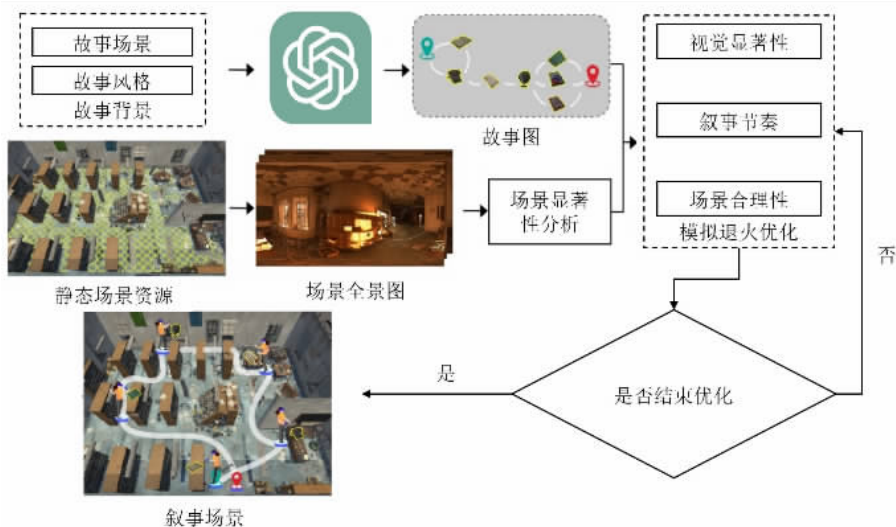 故事场景
故事风格
故事背景
故事图
视觉显著性
叙事节奏
场景合理性
模拟退火优化
场景显著
性分析
静态场景资源
场景全景图
否
是
是否结束优化
叙事场景